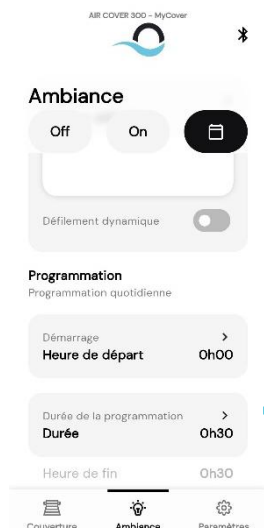 AIR COVER 300 - MyCover
Ambiance
Off On
Défilement dynamique
Programmation
Programmation quotidienne
Démarrage
Heure de départ 0h00
Durée de la programmation
Durée 0h30
Heure de fin 0h30
Couverture Ambiance Paramètres